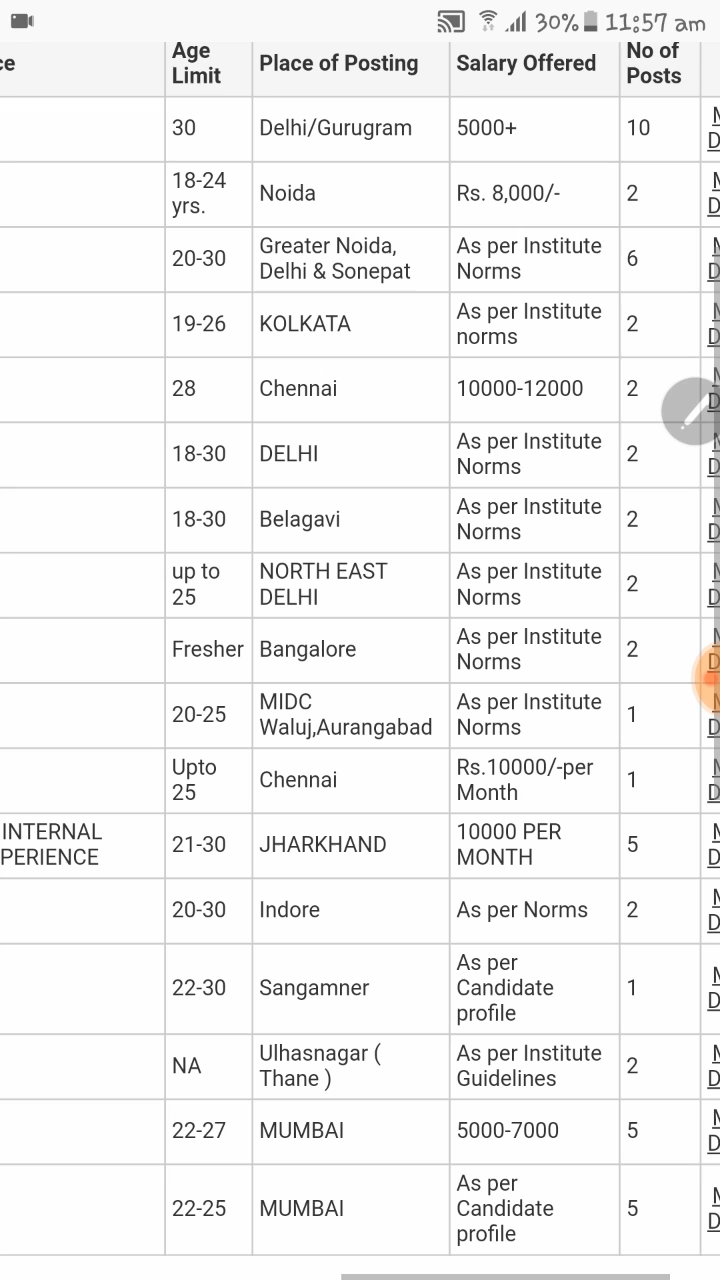 30% 11:57 am
ce
Age
Limit
Place of Posting
Salary Offered
No of
Posts
30
Delhi/Gurugram
5000+
10
18-24
yrs.
Noida
Rs. 8,000/-
2
20-30
Greater Noida,
Delhi & Sonepat
As per Institute
Norms
6
19-26
KOLKATA
As per Institute
norms
2
28
Chennai
10000-12000
2
18-30
DELHI
As per Institute
Norms
2
18-30
Belagavi
As per Institute
Norms
2
up to
25
NORTH EAST
DELHI
As per Institute
Norms
2
Fresher
Bangalore
As per Institute
Norms
2
20-25
MIDC
Waluj,Aurangabad
As per Institute
Norms
1
Upto
25
Chennai
Rs.10000/-per
Month
1
INTERNAL
PERIENCE
21-30
JHARKHAND
10000 PER
MONTH
5
20-30
Indore
As per Norms
2
22-30
Sangamner
As per
Candidate
profile
1
NA
Ulhasnagar (
Thane )
As per Institute
Guidelines
2
22-27
MUMBAI
5000-7000
5
22-25
MUMBAI
As per
Candidate
profile
5